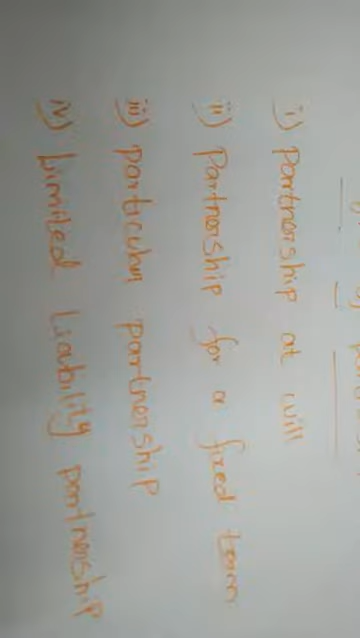 i) Partnership at will
ii) Partnership for a fixed term
iii) particular partnership
iv) Limited Liability partnership